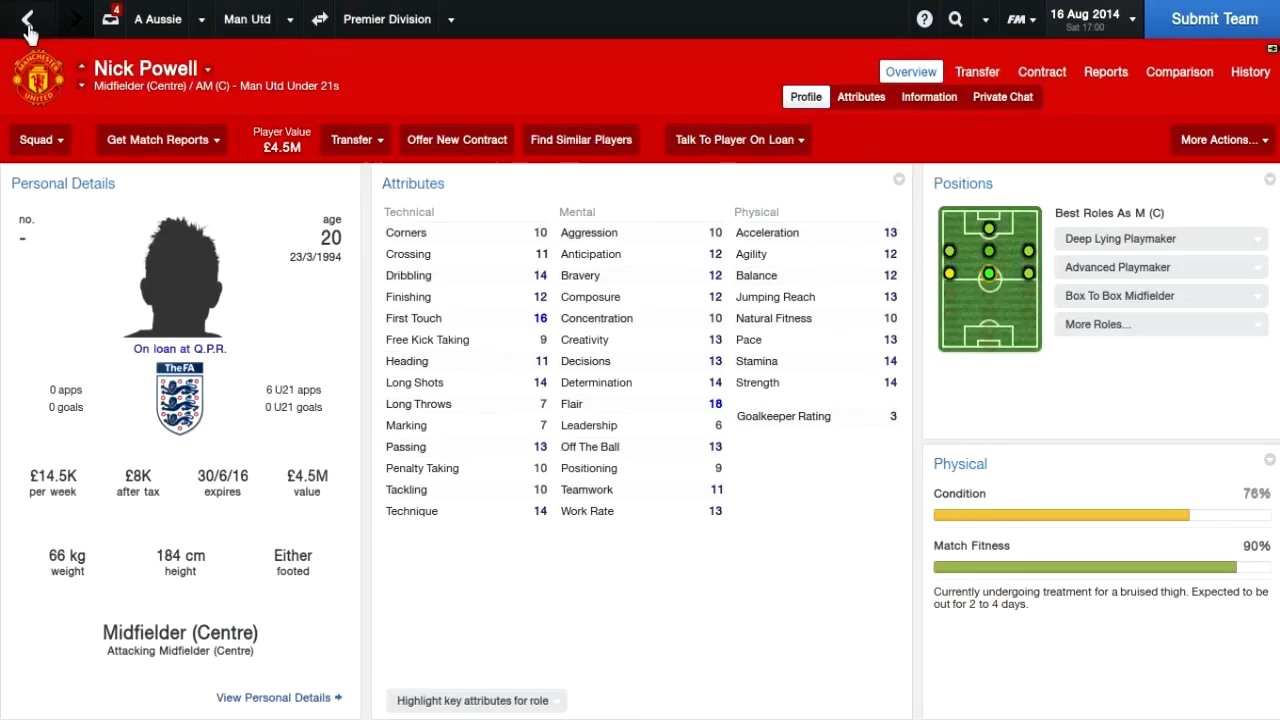 4
A Aussie
Man Utd
Premier Division
?
FM
16 Aug 2014
Sat 17:00
Submit Team
MANCHESTER
UNITED
Nick Powell
Midfielder (Centre) / AM (C) - Man Utd Under 21s
Overview
Transfer
Contract
Reports
Comparison
History
Profile
Attributes
Information
Private Chat
Squad
Get Match Reports
Player Value
£4.5M
Transfer
Offer New Contract
Find Similar Players
Talk To Player On Loan
More Actions...
Personal Details
no.
-
age
20
23/3/1994
On loan at Q.P.R.
The FA
0 apps
0 goals
6 U21 apps
0 U21 goals
£14.5K
per week
£8K
after tax
30/6/16
expires
£4.5M
value
66 kg
weight
184 cm
height
Either
footed
Midfielder (Centre)
Attacking Midfielder (Centre)
View Personal Details
Attributes
Technical Mental Physical
Corners 10 Aggression 10 Acceleration 13
Crossing 11 Anticipation 12 Agility 12
Dribbling 14 Bravery 12 Balance 12
Finishing 12 Composure 12 Jumping Reach 13
First Touch 16 Concentration 10 Natural Fitness 10
Free Kick Taking 9 Creativity 13 Pace 13
Heading 11 Decisions 13 Stamina 14
Long Shots 14 Determination 14 Strength 14
Long Throws 7 Flair 18
Goalkeeper Rating 3
Marking 7 Leadership 6
Passing 13 Off The Ball 13
Penalty Taking 10 Positioning 9
Tackling 10 Teamwork 11
Technique 14 Work Rate 13
Highlight key attributes for role
Positions
Best Roles As M (C)
Deep Lying Playmaker
Advanced Playmaker
Box To Box Midfielder
More Roles...
Physical
Condition 76%
Match Fitness 90%
Currently undergoing treatment for a bruised thigh. Expected to be
out for 2 to 4 days.